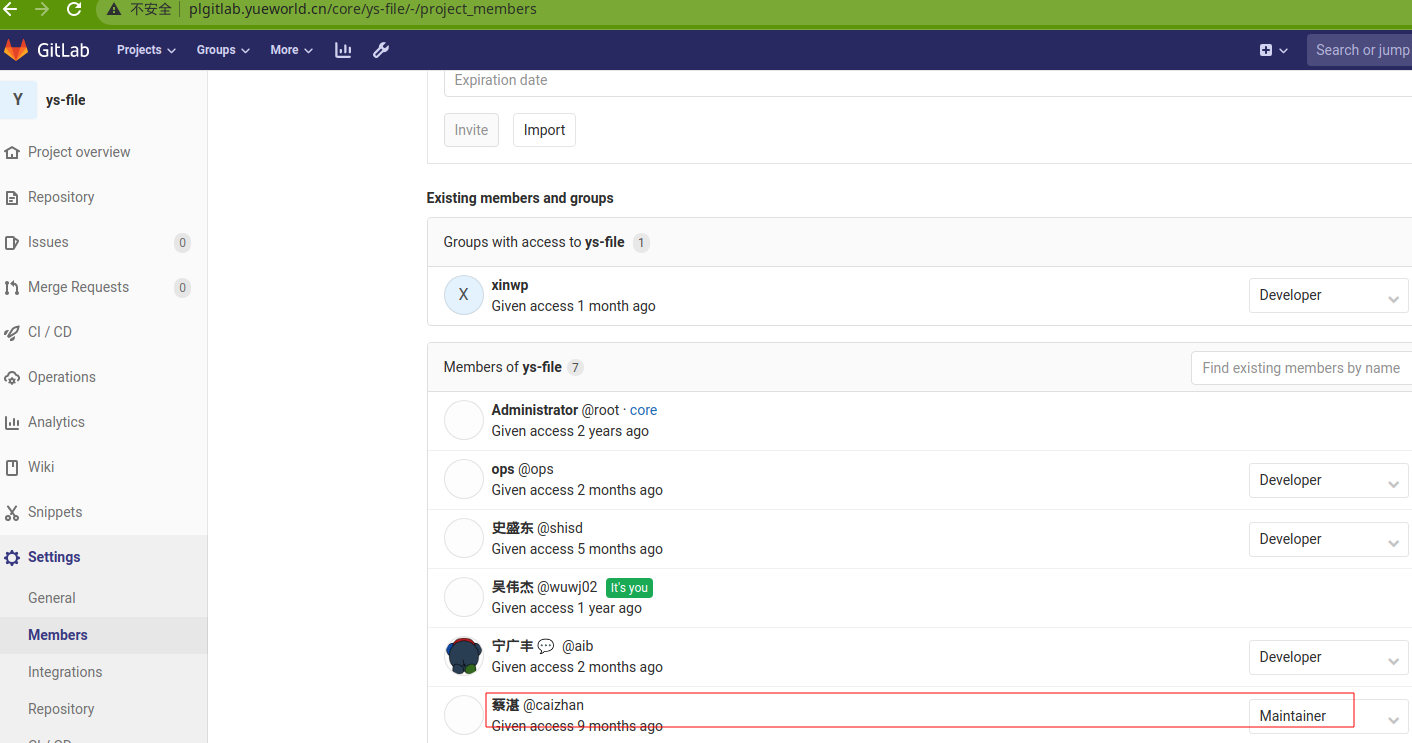 不安全 plgitlab.yueworld.cn/core/ys-file/-/project_members
GitLab Projects Groups More Search or jump
Y ys-file
Project overview
Repository
Issues 0
Merge Requests 0
CI / CD
Operations
Analytics
Wiki
Snippets
Settings
General
Members
Integrations
Repository
CI / CD
Expiration date
Invite Import
Existing members and groups
Groups with access to ys-file 1
X xinwp
Given access 1 month ago
Developer
Members of ys-file 7
Find existing members by name
Administrator @root · core
Given access 2 years ago
ops @ops
Given access 2 months ago
Developer
史盛东 @shisd
Given access 5 months ago
Developer
吴伟杰 @wuwj02 It's you
Given access 1 year ago
宁广丰 💬 @aib
Given access 2 months ago
Developer
蔡湛 @caizhan
Given access 9 months ago
Maintainer